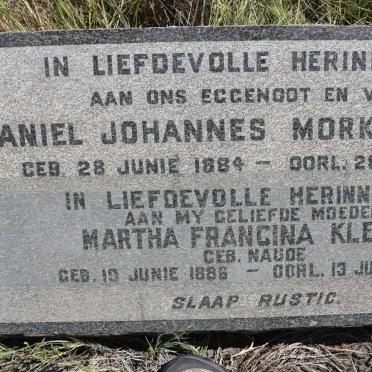 IN LIEFDEVOLLE HERINN
AAN ONS EGGENOOT EN V
ANIEL JOHANNES MORK
GEB. 28 JUNIE 1884 — OORL. 28
IN LIEFDEVOLLE HERINN
AAN MY GELIEFDE MOEDE
MARTHA FRANCINA KLE
GEB. NAUDE
GEB. 19 JUNIE 1886 — OORL. 13 JU
SLAAP RUSTIG.